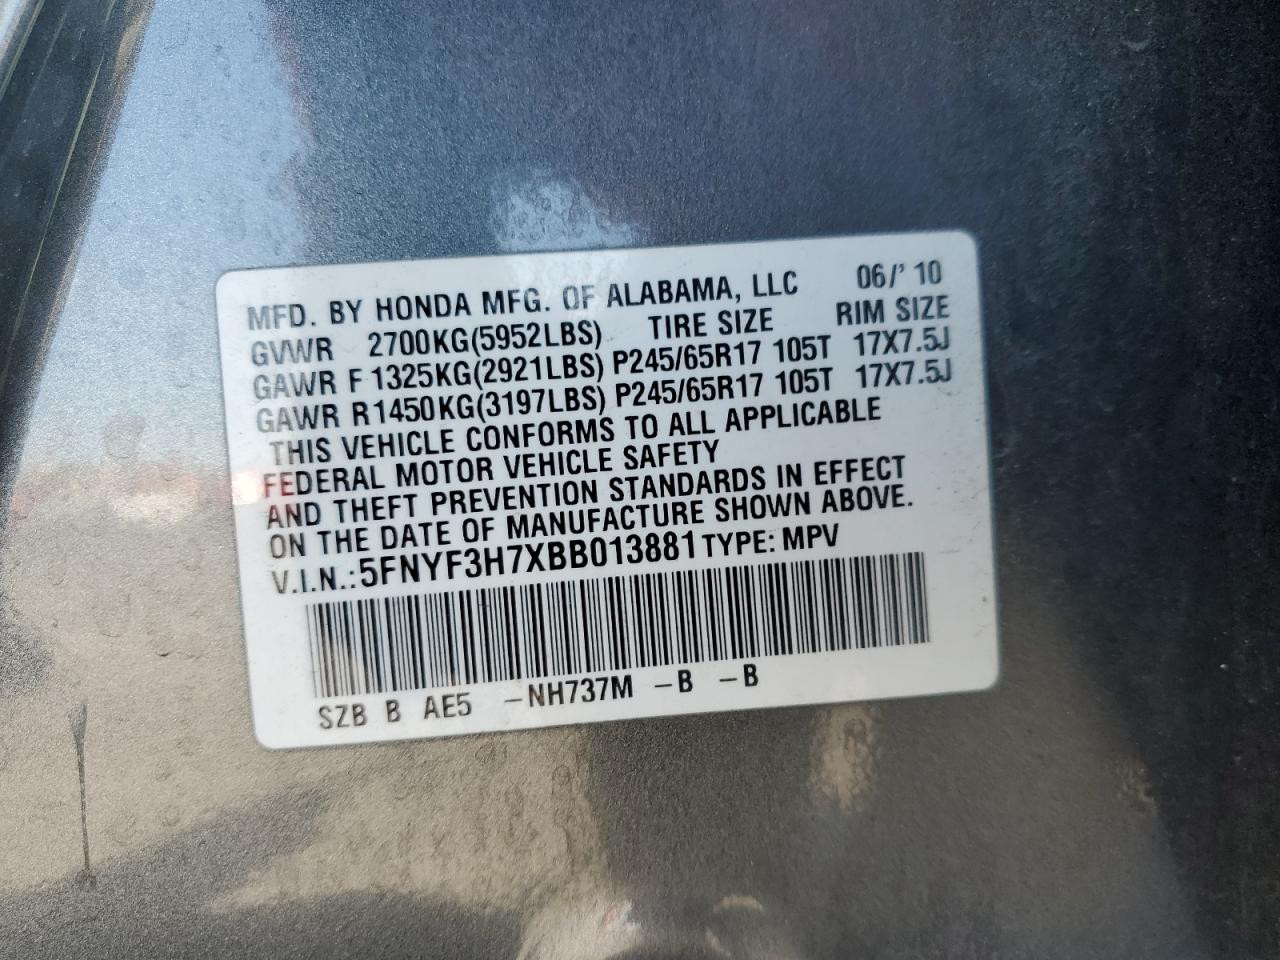 MFD. BY HONDA MFG. OF ALABAMA, LLC 06/' 10
GVWR 2700KG(5952LBS) TIRE SIZE RIM SIZE
GAWR F 1325KG(2921LBS) P245/65R17 105T 17X7.5J
GAWR R1450KG(3197LBS) P245/65R17 105T 17X7.5J
THIS VEHICLE CONFORMS TO ALL APPLICABLE
FEDERAL MOTOR VEHICLE SAFETY
AND THEFT PREVENTION STANDARDS IN EFFECT
ON THE DATE OF MANUFACTURE SHOWN ABOVE.
V.I.N.:5FNYF3H7XBB013881 TYPE: MPV
SZB B AE5 -NH737M -B -B